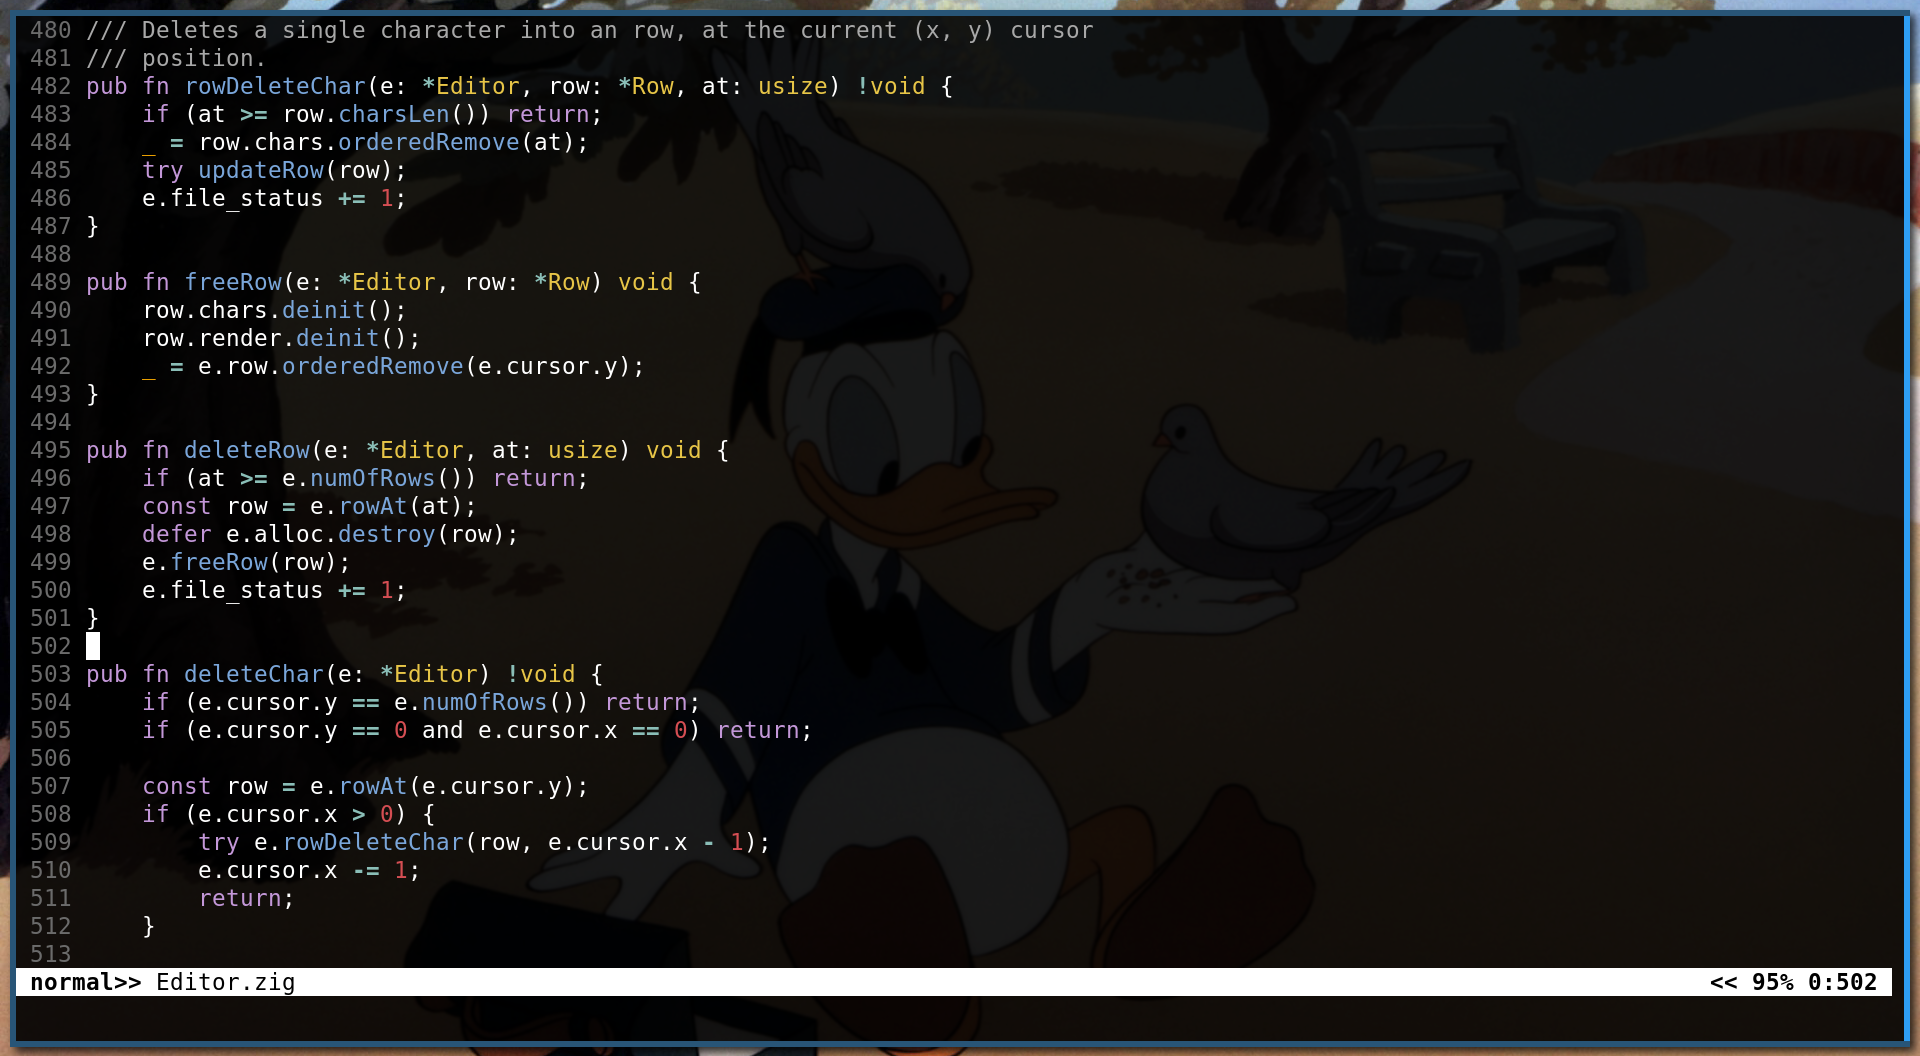 480 /// Deletes a single character into an row, at the current (x, y) cursor
481 /// position.
482 pub fn rowDeleteChar(e: *Editor, row: *Row, at: usize) !void {
483     if (at >= row.charsLen()) return;
484     _ = row.chars.orderedRemove(at);
485     try updateRow(row);
486     e.file_status += 1;
487 }
488
489 pub fn freeRow(e: *Editor, row: *Row) void {
490     row.chars.deinit();
491     row.render.deinit();
492     _ = e.row.orderedRemove(e.cursor.y);
493 }
494
495 pub fn deleteRow(e: *Editor, at: usize) void {
496     if (at >= e.numOfRows()) return;
497     const row = e.rowAt(at);
498     defer e.alloc.destroy(row);
499     e.freeRow(row);
500     e.file_status += 1;
501 }
502
503 pub fn deleteChar(e: *Editor) !void {
504     if (e.cursor.y == e.numOfRows()) return;
505     if (e.cursor.y == 0 and e.cursor.x == 0) return;
506
507     const row = e.rowAt(e.cursor.y);
508     if (e.cursor.x > 0) {
509         try e.rowDeleteChar(row, e.cursor.x - 1);
510         e.cursor.x -= 1;
511         return;
512     }
513
normal>> Editor.zig << 95% 0:502